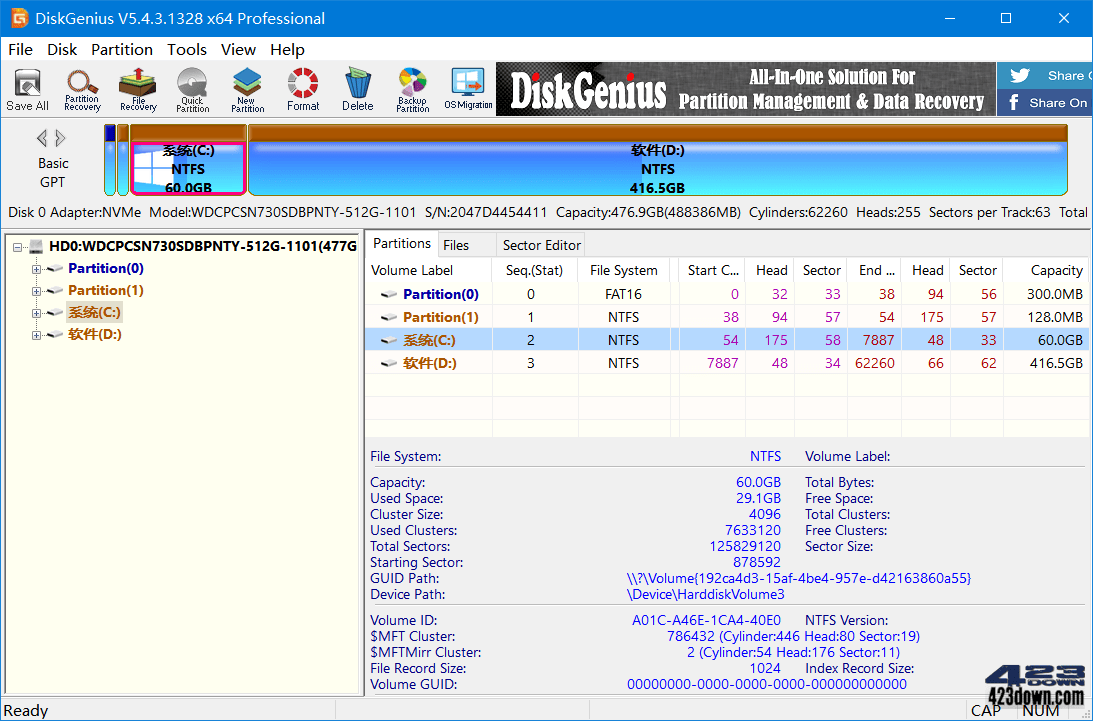 DiskGenius V5.4.3.1328 x64 Professional
File Disk Partition Tools View Help
Save All
Partition Recovery
File Recovery
Quick Partition
New Partition
Format
Delete
Backup Partition
OS Migration
DiskGenius
All-In-One Solution For
Partition Management & Data Recovery
Share
Share On
Basic
GPT
系统(C:)
NTFS
60.0GB
软件(D:)
NTFS
416.5GB
Disk 0 Adapter:NVMe Model:WDCPCSN730SDBPNTY-512G-1101 S/N:2047D4454411 Capacity:476.9GB(488386MB) Cylinders:62260 Heads:255 Sectors per Track:63 Total
HD0:WDCPCSN730SDBPNTY-512G-1101(477G
Partition(0)
Partition(1)
系统(C:)
软件(D:)
Partitions Files Sector Editor
Volume Label Seq.(Stat) File System Start C... Head Sector End ... Head Sector Capacity
Partition(0) 0 FAT16 0 32 33 38 94 56 300.0MB
Partition(1) 1 NTFS 38 94 57 54 175 57 128.0MB
系统(C:) 2 NTFS 54 175 58 7887 48 33 60.0GB
软件(D:) 3 NTFS 7887 48 34 62260 66 62 416.5GB
File System: NTFS Volume Label:
Capacity: 60.0GB Total Bytes:
Used Space: 29.1GB Free Space:
Cluster Size: 4096 Total Clusters:
Used Clusters: 7633120 Free Clusters:
Total Sectors: 125829120 Sector Size:
Starting Sector: 878592
GUID Path: \\?\Volume{192ca4d3-15af-4be4-957e-d42163860a55}
Device Path: \Device\HarddiskVolume3
Volume ID: A01C-A46E-1CA4-40E0 NTFS Version:
$MFT Cluster: 786432 (Cylinder:446 Head:80 Sector:19)
$MFTMirr Cluster: 2 (Cylinder:54 Head:176 Sector:11)
File Record Size: 1024 Index Record Size:
Volume GUID: 00000000-0000-0000-0000-000000000000
423
DOWN
423down.com
Ready CAP NUM